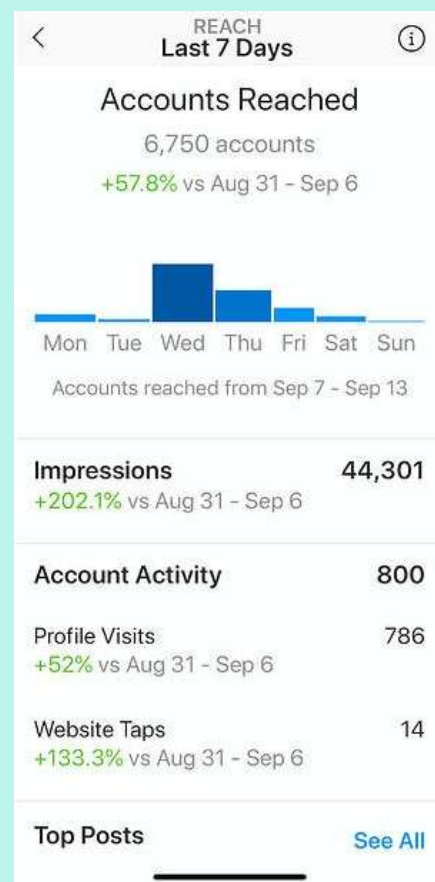 REACH
Last 7 Days
Accounts Reached
6,750 accounts
+57.8% vs Aug 31 - Sep 6
Mon Tue Wed Thu Fri Sat Sun
Accounts reached from Sep 7 - Sep 13
Impressions 44,301
+202.1% vs Aug 31 - Sep 6
Account Activity 800
Profile Visits 786
+52% vs Aug 31 - Sep 6
Website Taps 14
+133.3% vs Aug 31 - Sep 6
Top Posts See All